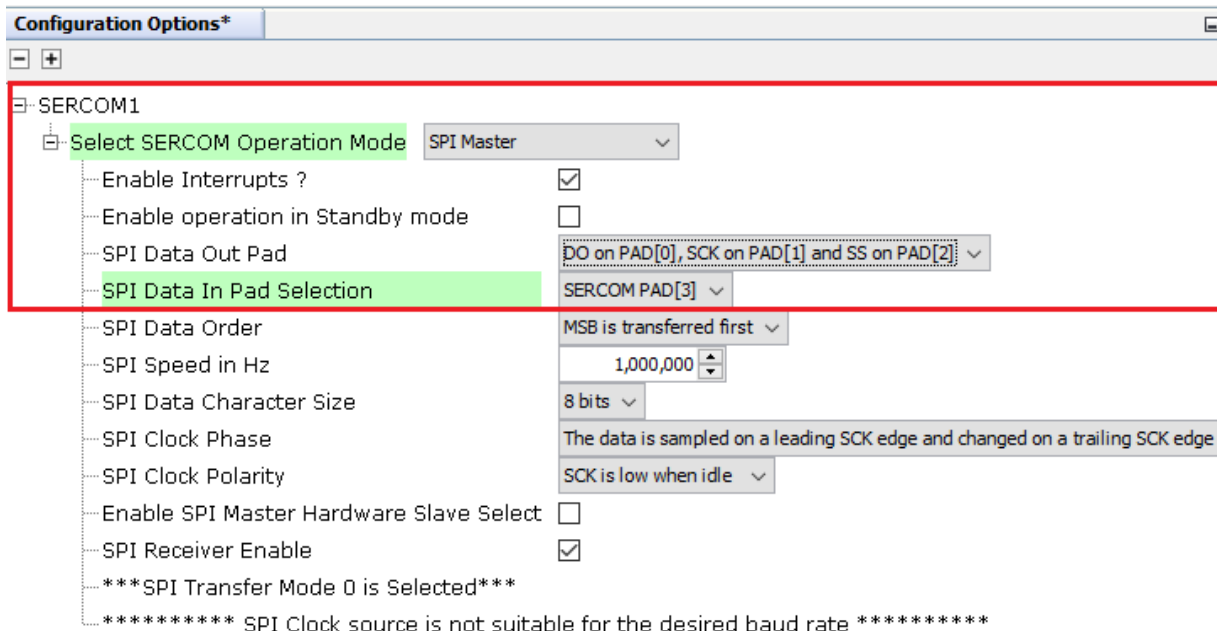 Configuration Options*
SERCOM1
Select SERCOM Operation Mode SPI Master
Enable Interrupts ?
Enable operation in Standby mode
SPI Data Out Pad DO on PAD[0], SCK on PAD[1] and SS on PAD[2]
SPI Data In Pad Selection SERCOM PAD[3]
SPI Data Order MSB is transferred first
SPI Speed in Hz 1,000,000
SPI Data Character Size 8 bits
SPI Clock Phase The data is sampled on a leading SCK edge and changed on a trailing SCK edge
SPI Clock Polarity SCK is low when idle
Enable SPI Master Hardware Slave Select
SPI Receiver Enable
***SPI Transfer Mode 0 is Selected***
********** SPI Clock source is not suitable for the desired baud rate **********